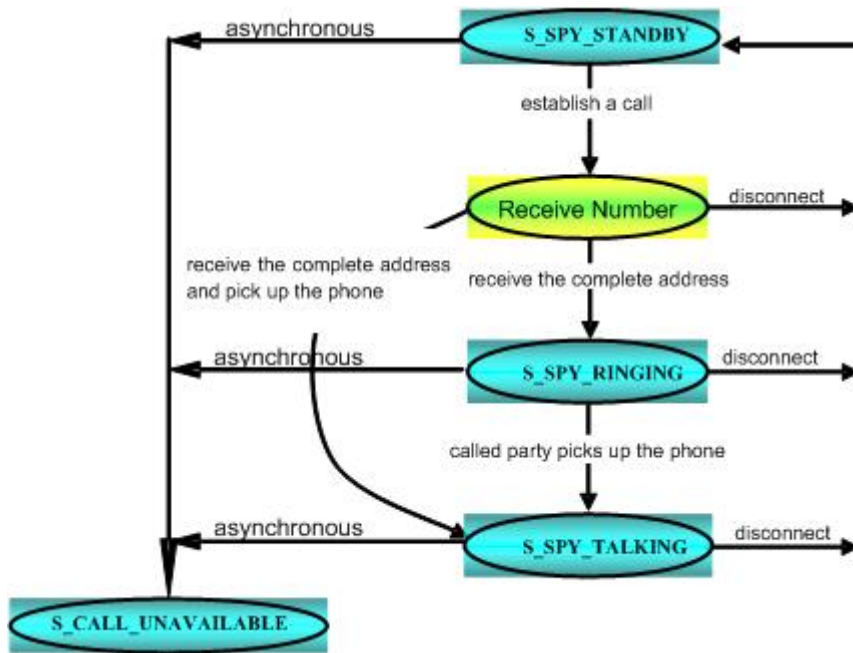 asynchronous
S_SPY_STANDBY
establish a call
Receive Number
disconnect
receive the complete address
and pick up the phone
receive the complete address
asynchronous
S_SPY_RINGING
disconnect
called party picks up the phone
asynchronous
S_SPY_TALKING
disconnect
S_CALL_UNAVAILABLE